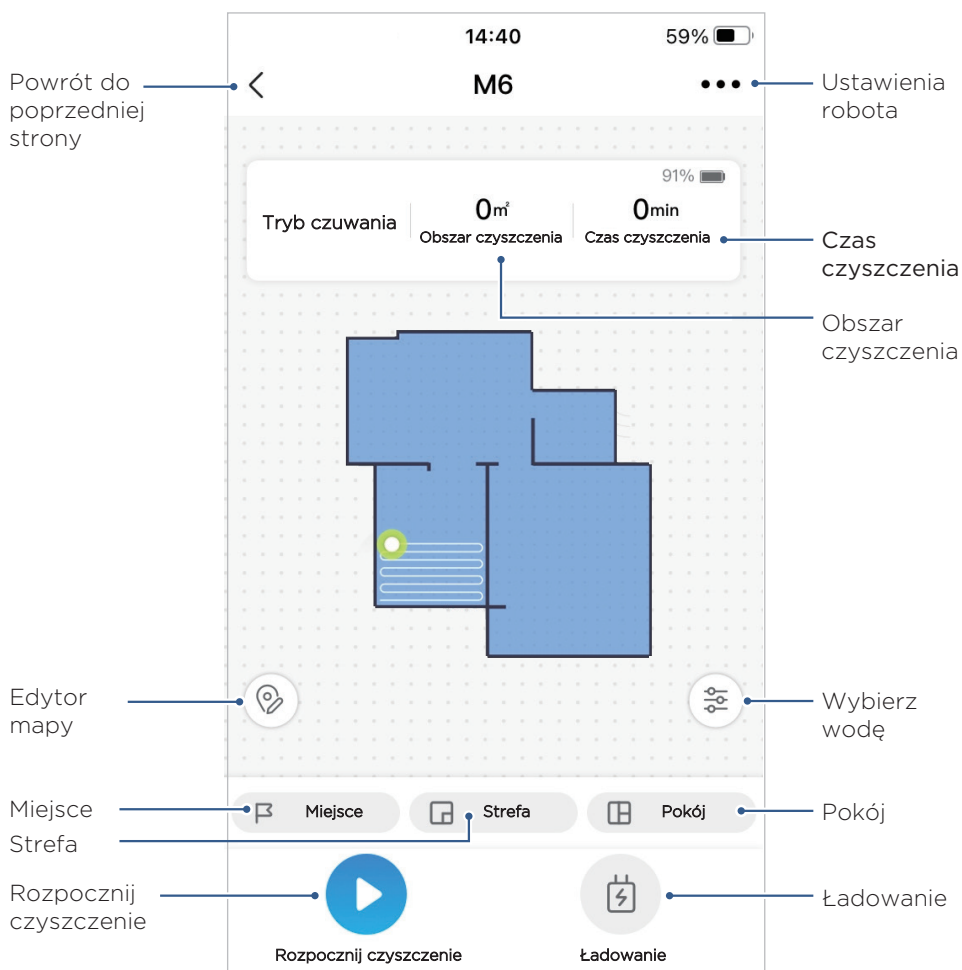 14:40 59%
M6
Powrót do
poprzedniej
strony
Ustawienia
robota
91%
Tryb czuwania
0㎡
Obszar czyszczenia
0min
Czas czyszczenia
Czas
czyszczenia
Obszar
czyszczenia
Edytor
mapy
Wybierz
wodę
Miejsce
Strefa
Miejsce
Strefa
Pokój
Pokój
Rozpocznij
czyszczenie
Ładowanie
Rozpocznij czyszczenie
Ładowanie